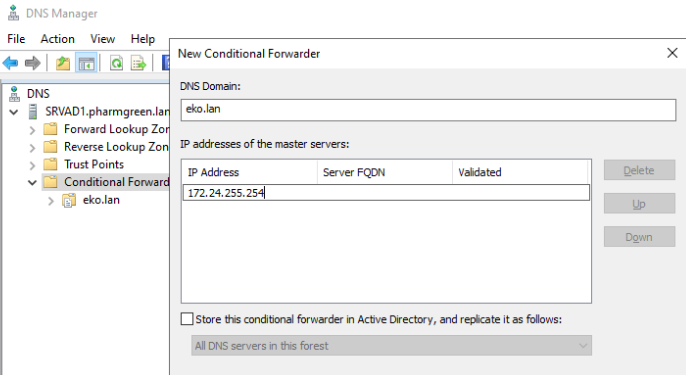 DNS Manager
File Action View Help
New Conditional Forwarder
DNS
SRVAD1.pharmgreen.lan
Forward Lookup Zon
Reverse Lookup Zon
Trust Points
Conditional Forward
eko.lan
DNS Domain:
eko.lan
IP addresses of the master servers:
IP Address Server FQDN Validated
172.24.255.254
Delete
Up
Down
Store this conditional forwarder in Active Directory, and replicate it as follows:
All DNS servers in this forest